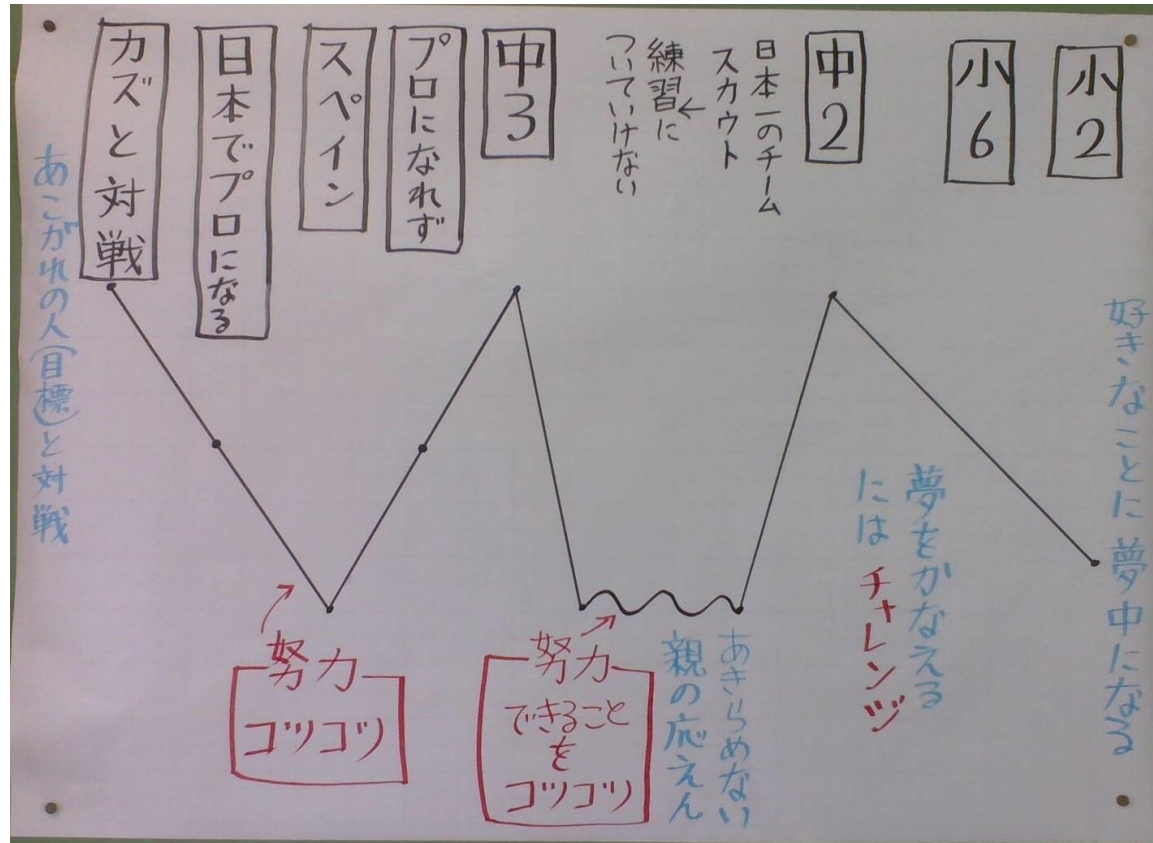 小2
小6
中2
日本一のチーム
スカウト
←
練習に
ついていけない
中3
プロになれず
スペイン
日本でプロになる
カズと対戦
好きなことに夢中になる
夢をかなえる
にはチャレンジ
あきらめない
親の応えん
努力
できること
を
コツコツ
努力
コツコツ
あこがれの人(目標)と対戦